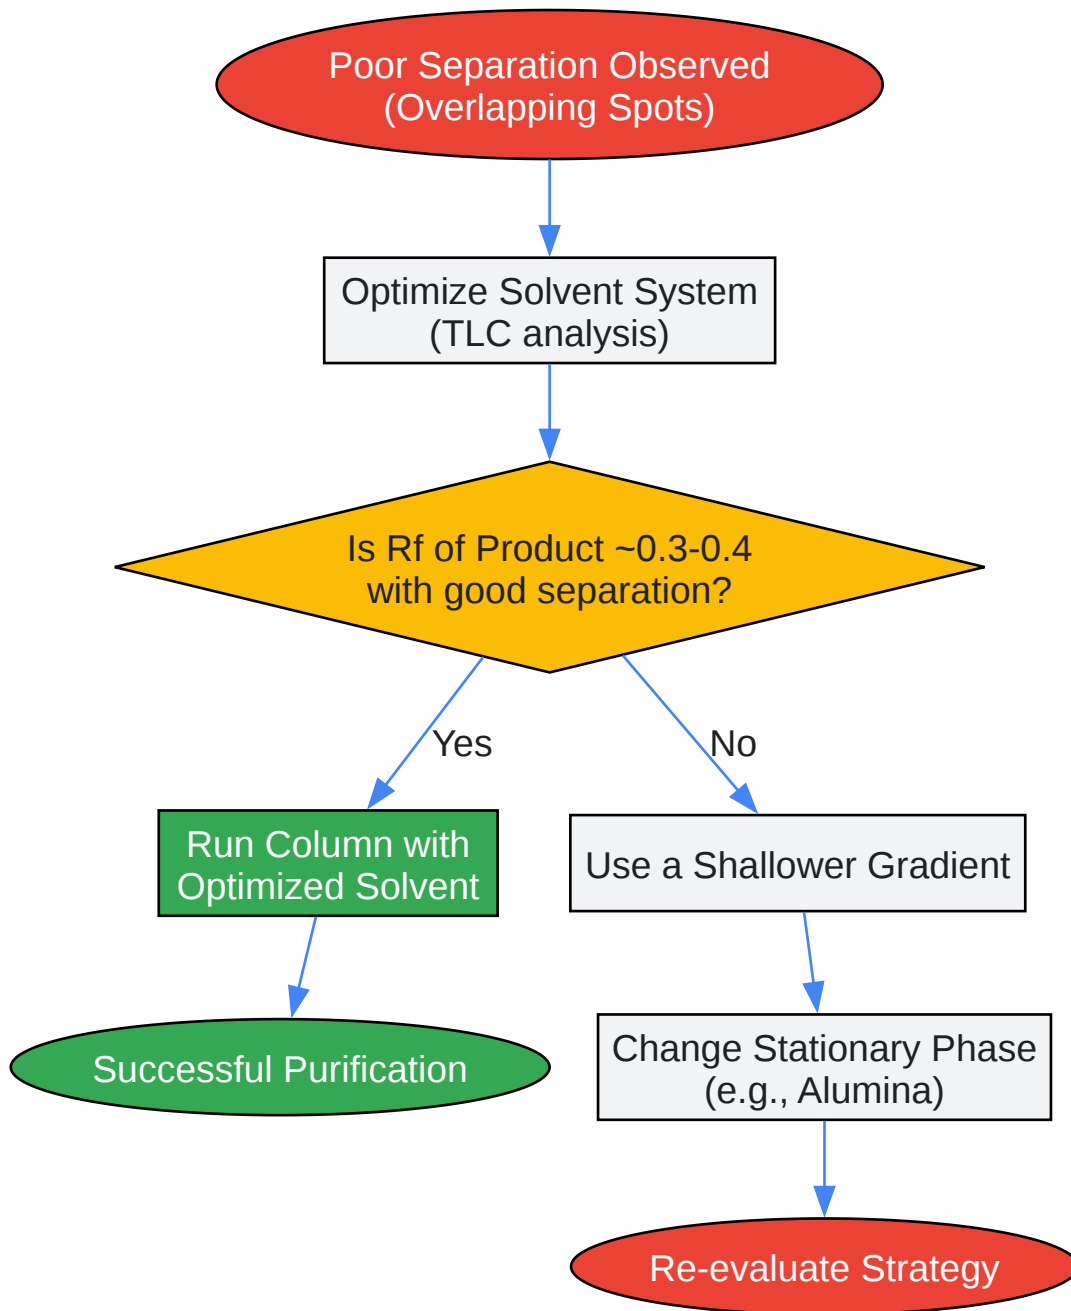 Poor Separation Observed
(Overlapping Spots)
Optimize Solvent System
(TLC analysis)
Is Rf of Product ~0.3-0.4
with good separation?
Yes
No
Run Column with
Optimized Solvent
Use a Shallower Gradient
Successful Purification
Change Stationary Phase
(e.g., Alumina)
Re-evaluate Strategy